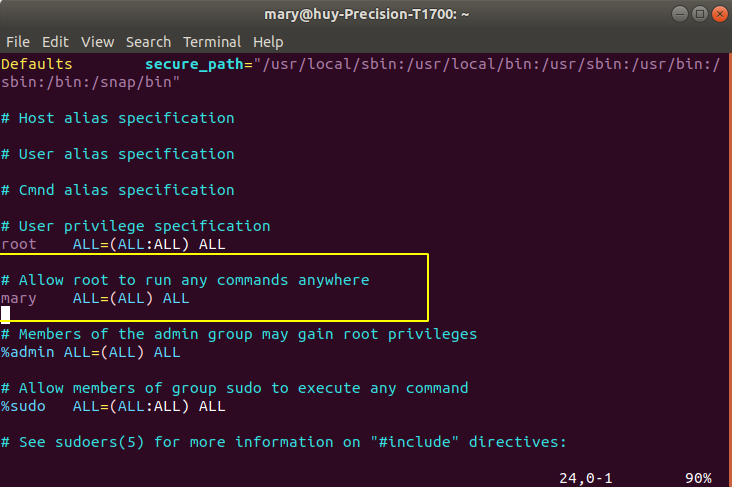 mary@huy-Precision-T1700: ~
File Edit View Search Terminal Help
Defaults        secure_path="/usr/local/sbin:/usr/local/bin:/usr/sbin:/usr/bin:/
sbin:/bin:/snap/bin"
# Host alias specification
# User alias specification
# Cmnd alias specification
# User privilege specification
root    ALL=(ALL:ALL) ALL
# Allow root to run any commands anywhere
mary    ALL=(ALL) ALL
# Members of the admin group may gain root privileges
%admin ALL=(ALL) ALL
# Allow members of group sudo to execute any command
%sudo   ALL=(ALL:ALL) ALL
# See sudoers(5) for more information on "#include" directives:
24,0-1        90%